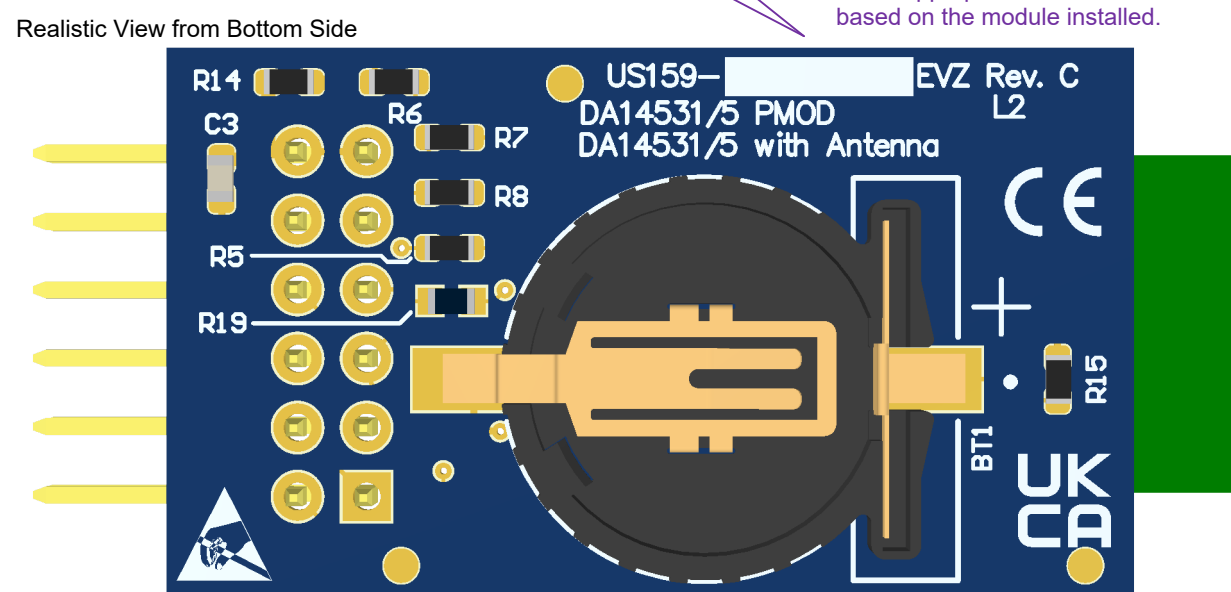 based on the module installed.
Realistic View from Bottom Side
R14
R6
C3
R7
R8
R5
R19
US159- EVZ Rev. C
L2
DA14531/5 PMOD
DA14531/5 with Antenna
CE
+
R15
BT1
UK
CA